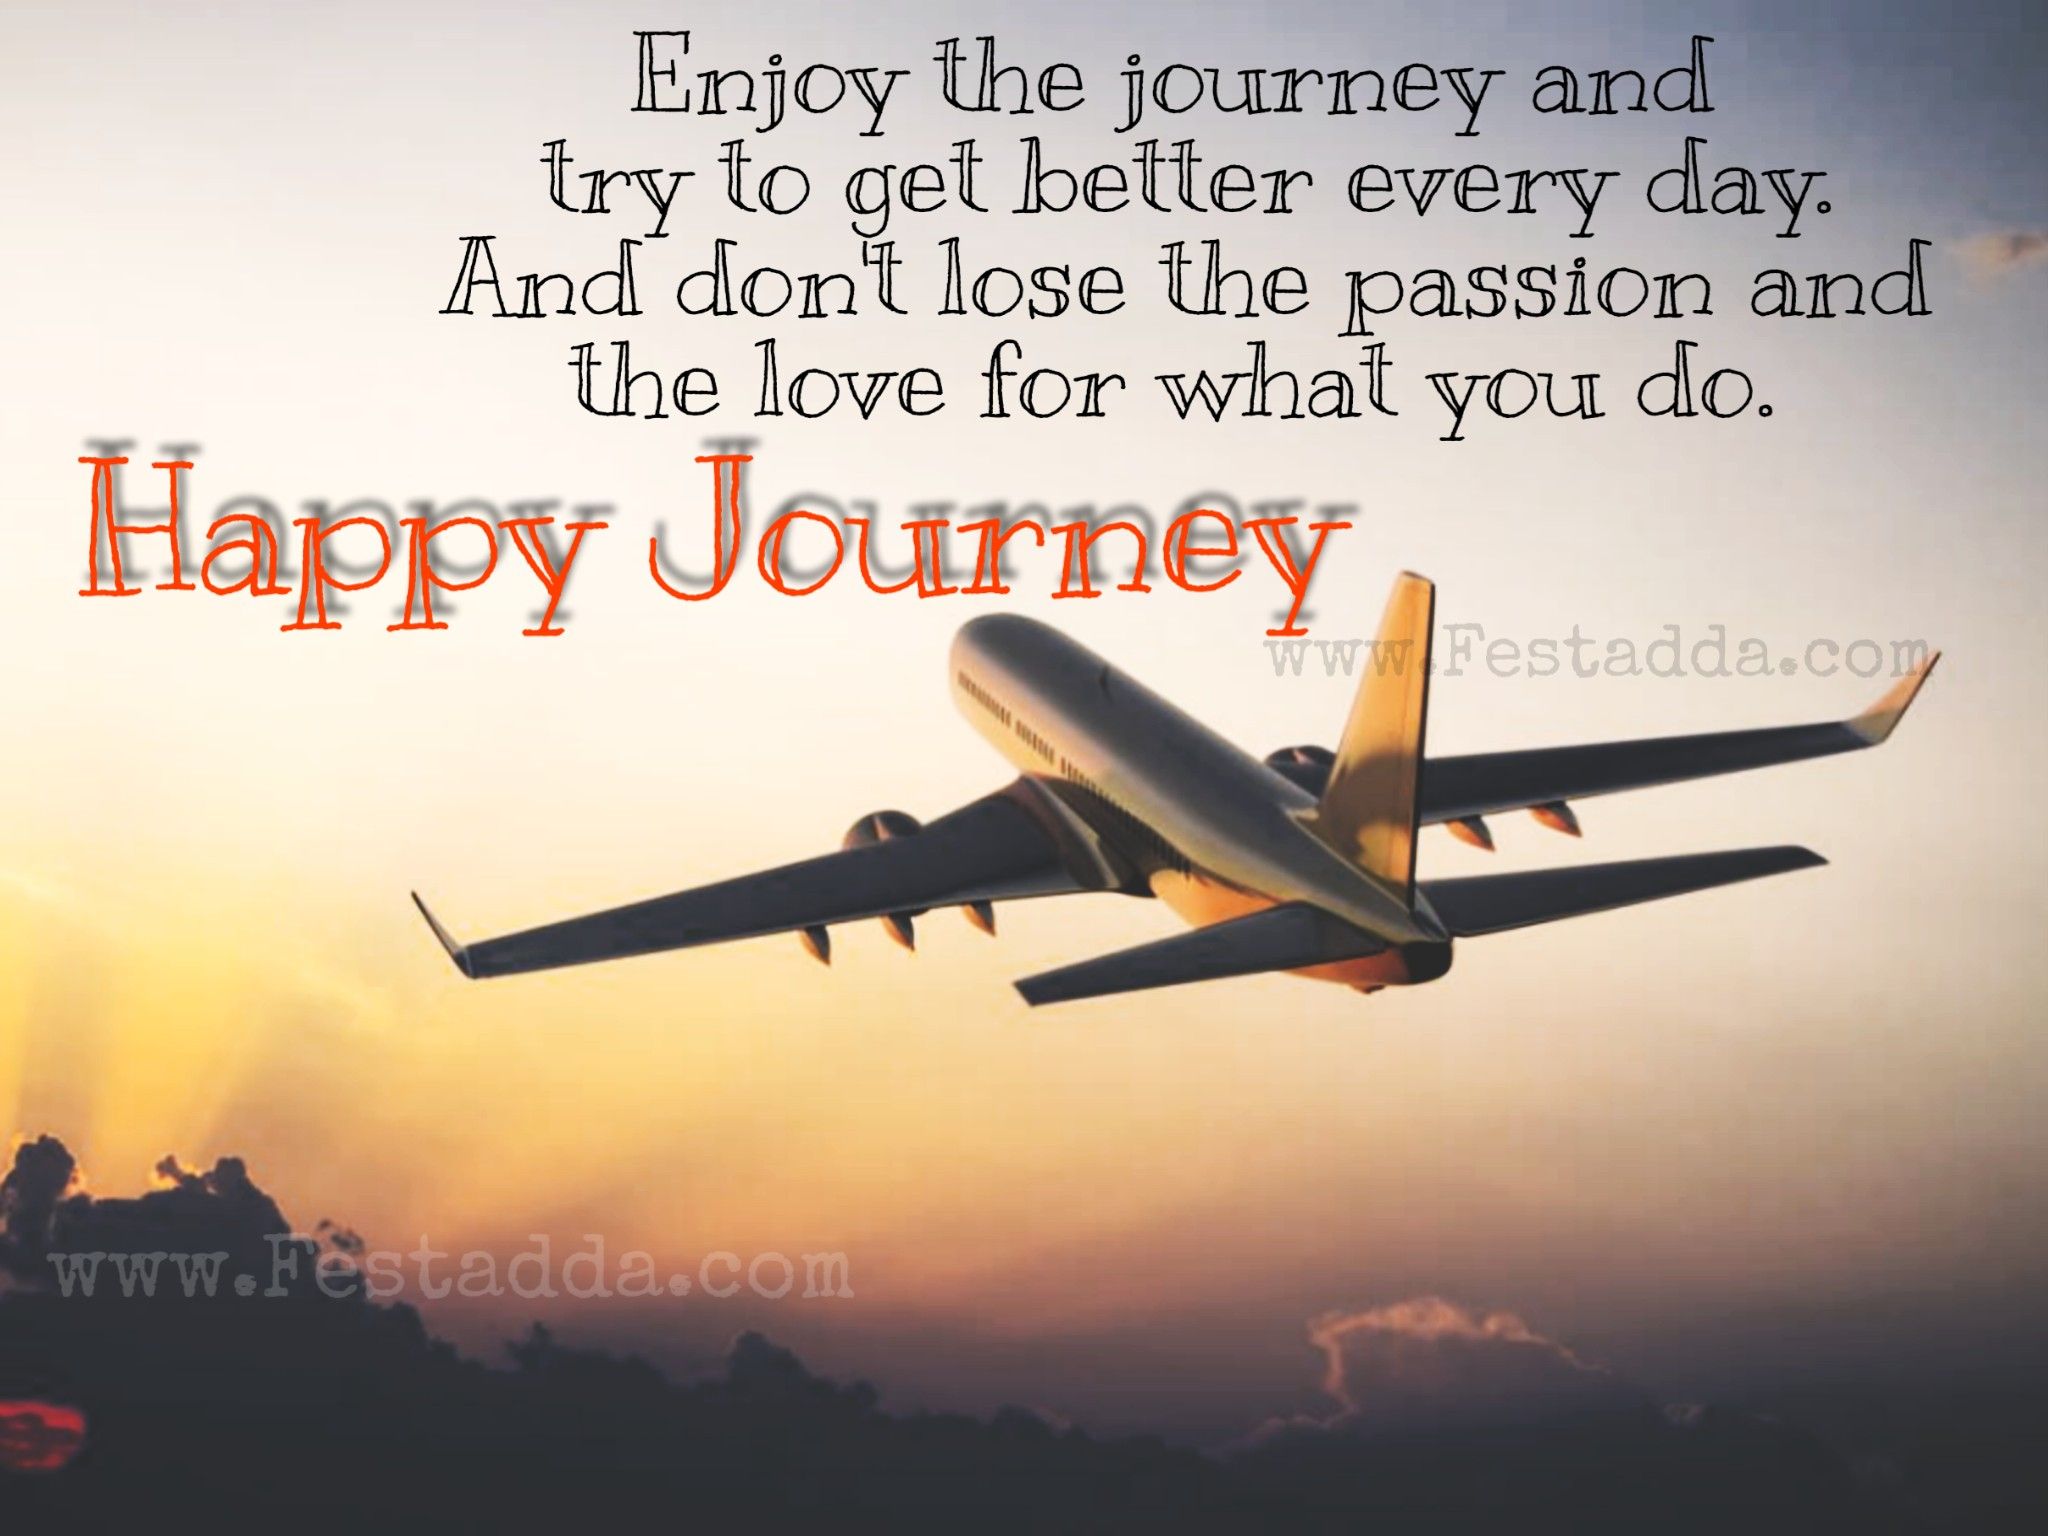 Enjoy the journey and
try to get better every day.
And don't lose the passion and
the love for what you do.
Happy Journey
www.Festadda.com
www.Festadda.com